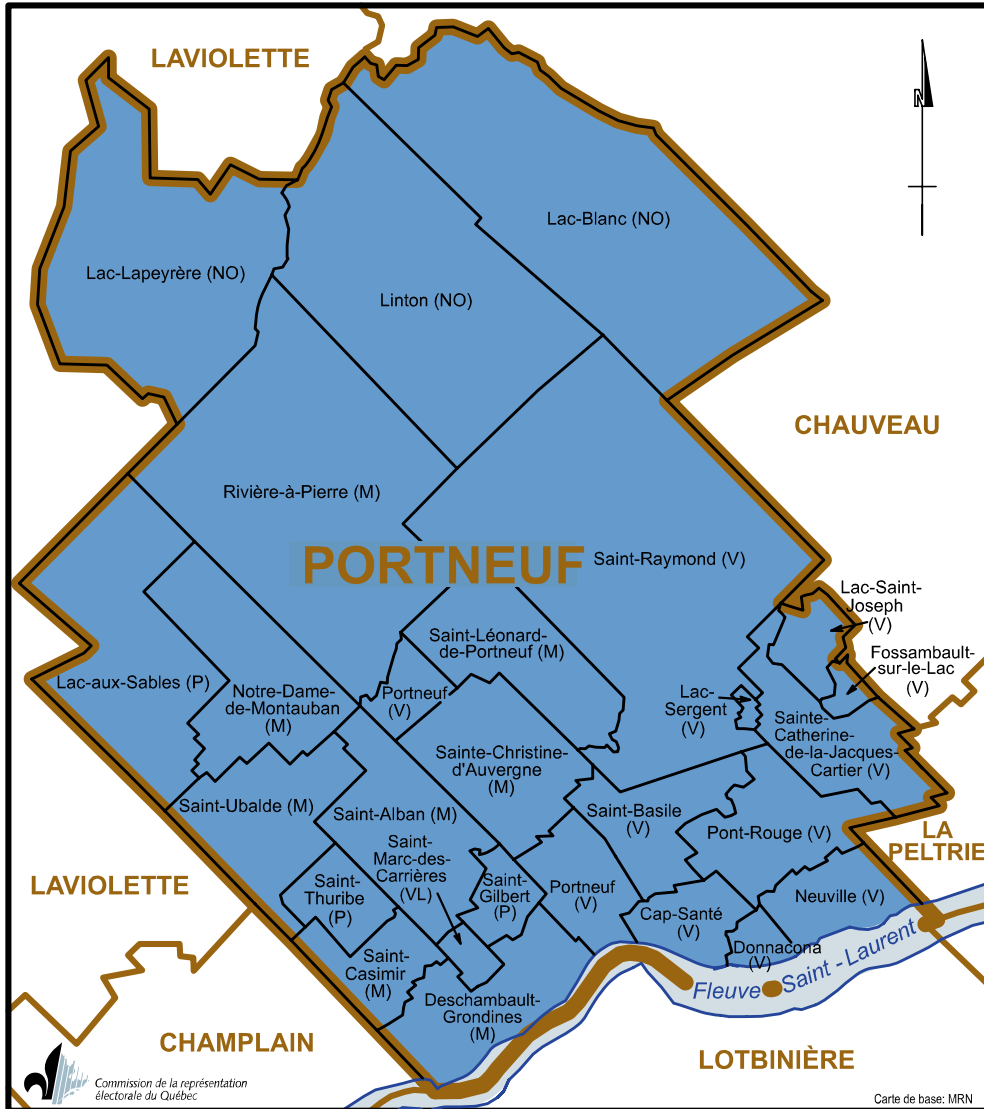 LAVIOLETTE
N
Lac-Blanc (NO)
Lac-Lapeyrère (NO)
Linton (NO)
CHAUVEAU
Rivière-à-Pierre (M)
PORTNEUF
Saint-Raymond (V)
Lac-Saint-
Joseph
(V)
Saint-Léonard-
de-Portneuf (M)
Fossambault-
sur-le-Lac
(V)
Lac-aux-Sables (P)
Notre-Dame-
de-Montauban
(M)
Portneuf
(V)
Lac-
Sergent
(V)
Sainte-
Catherine-
de-la-Jacques-
Cartier (V)
Sainte-Christine-
d'Auvergne
(M)
Saint-Ubalde (M)
Saint-Alban (M)
Saint-Basile
(V)
Pont-Rouge (V)
LA
PELTRIE
Saint-
Marc-des-
Carrières
(VL)
LAVIOLETTE
Saint-
Thuribe
(P)
Saint-
Gilbert
(P)
Portneuf
(V)
Neuville (V)
Cap-Santé
(V)
Donnacona
(V)
Saint-
Casimir
(M)
Deschambault-
Grondines
(M)
Fleuve Saint-Laurent
CHAMPLAIN
LOTBINIÈRE
Commission de la représentation
électorale du Québec
Carte de base: MRN